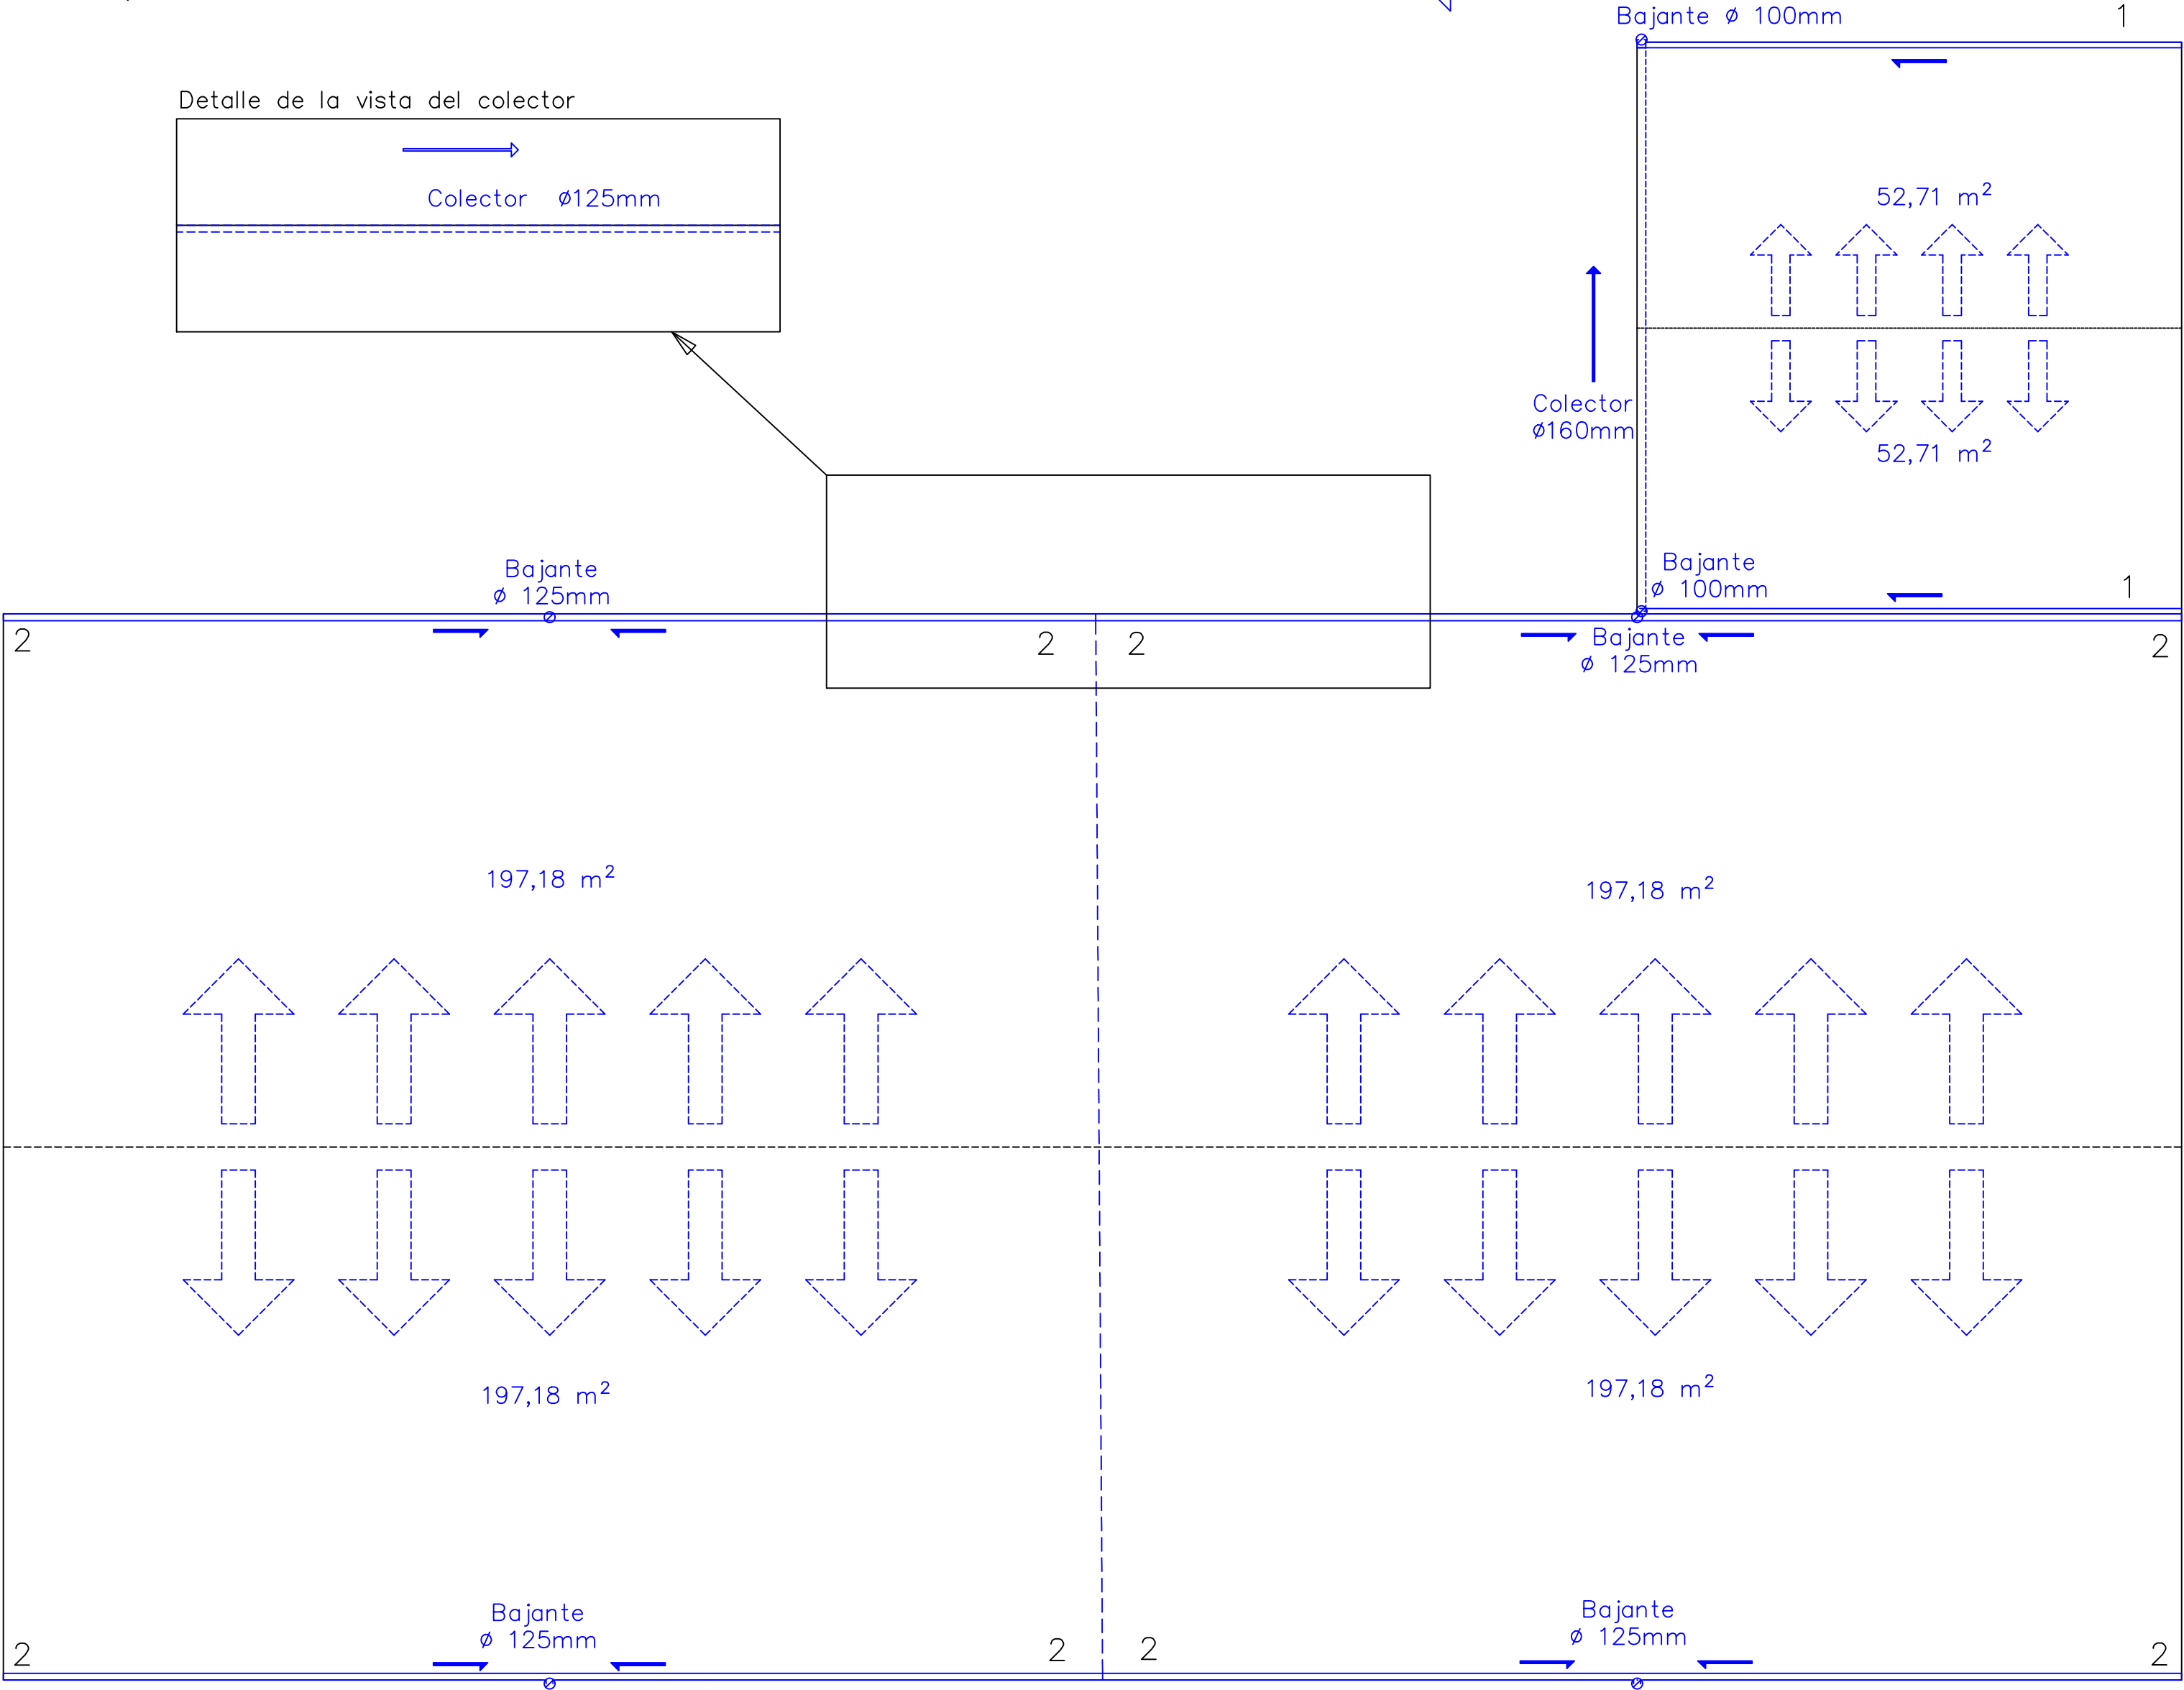 Bajante ø 100mm
1
Detalle de la vista del colector
Colector ø125mm
52,71 m²
Colector
ø160mm
52,71 m²
Bajante
ø 100mm
1
Bajante
ø 125mm
2
2
2
Bajante
ø 125mm
2
197,18 m²
197,18 m²
197,18 m²
197,18 m²
Bajante
ø 125mm
Bajante
ø 125mm
2
2
2
2